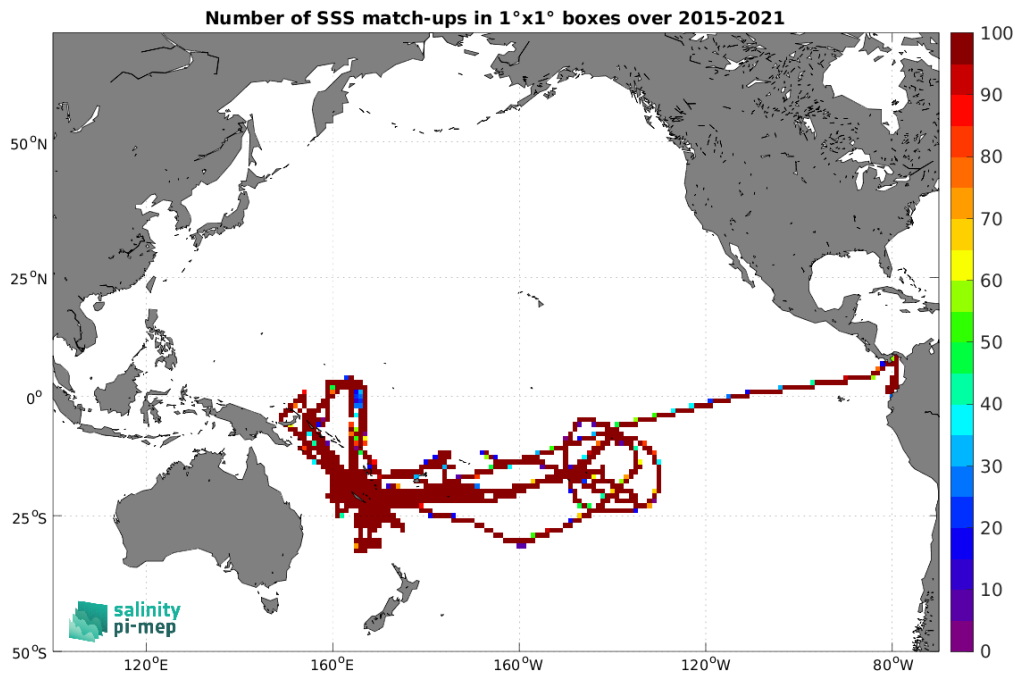 Number of SSS match-ups in 1°x1° boxes over 2015-2021
100
90
80
70
60
50
40
30
20
10
0
50°N
25°N
0°
25°S
50°S
120°E
160°E
160°W
120°W
80°W
salinity
pi-mep